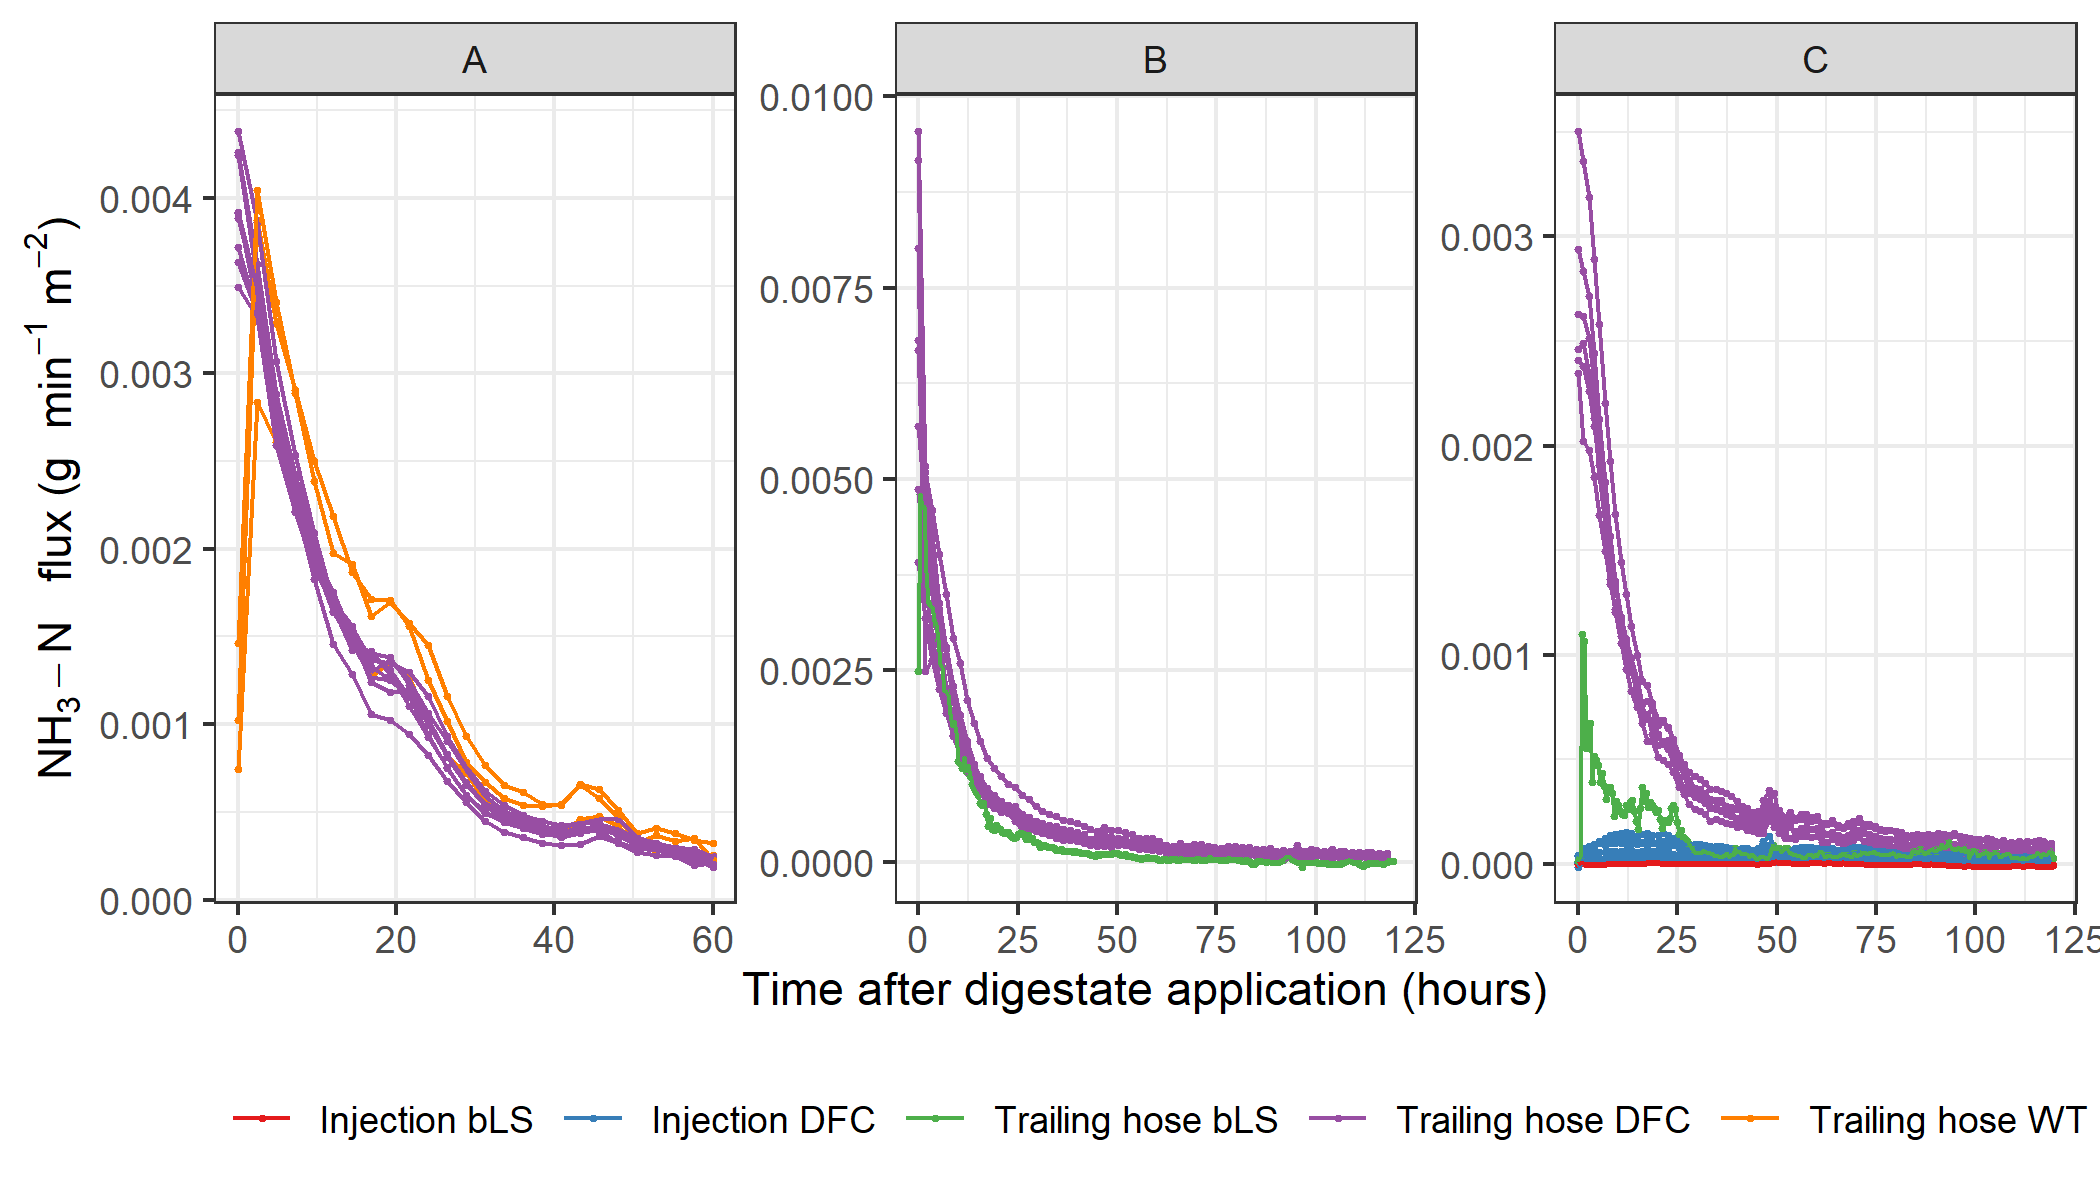 A B C
NH₃−N flux (g min⁻¹ m⁻²)
0.004
0.003
0.002
0.001
0.000
0 20 40 60
0.0100
0.0075
0.0050
0.0025
0.0000
0 25 50 75 100 125
0.003
0.002
0.001
0.000
0 25 50 75 100 125
Time after digestate application (hours)
Injection bLS Injection DFC Trailing hose bLS Trailing hose DFC Trailing hose WT